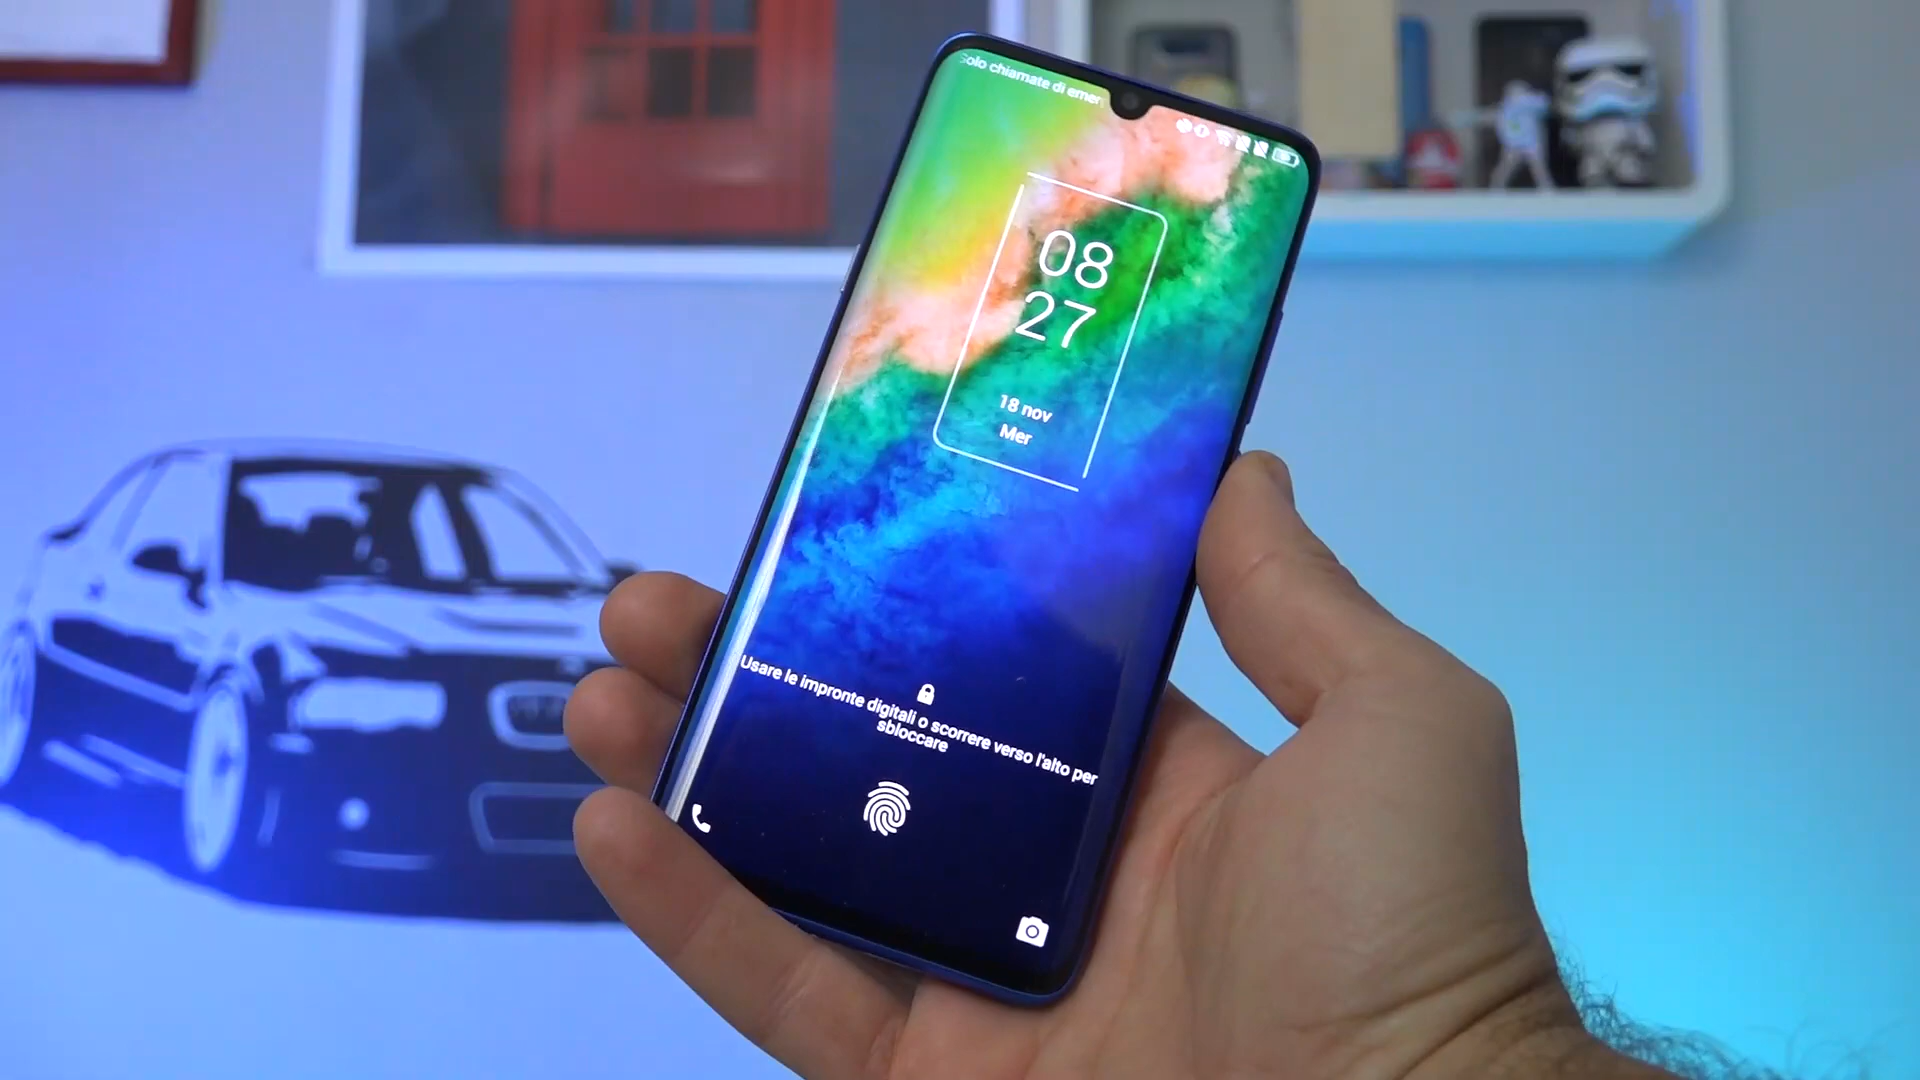 Solo chiamate di emer
08
27
18 nov
Mer
Usare le impronte digitali o scorrere verso l'alto per
sbloccare